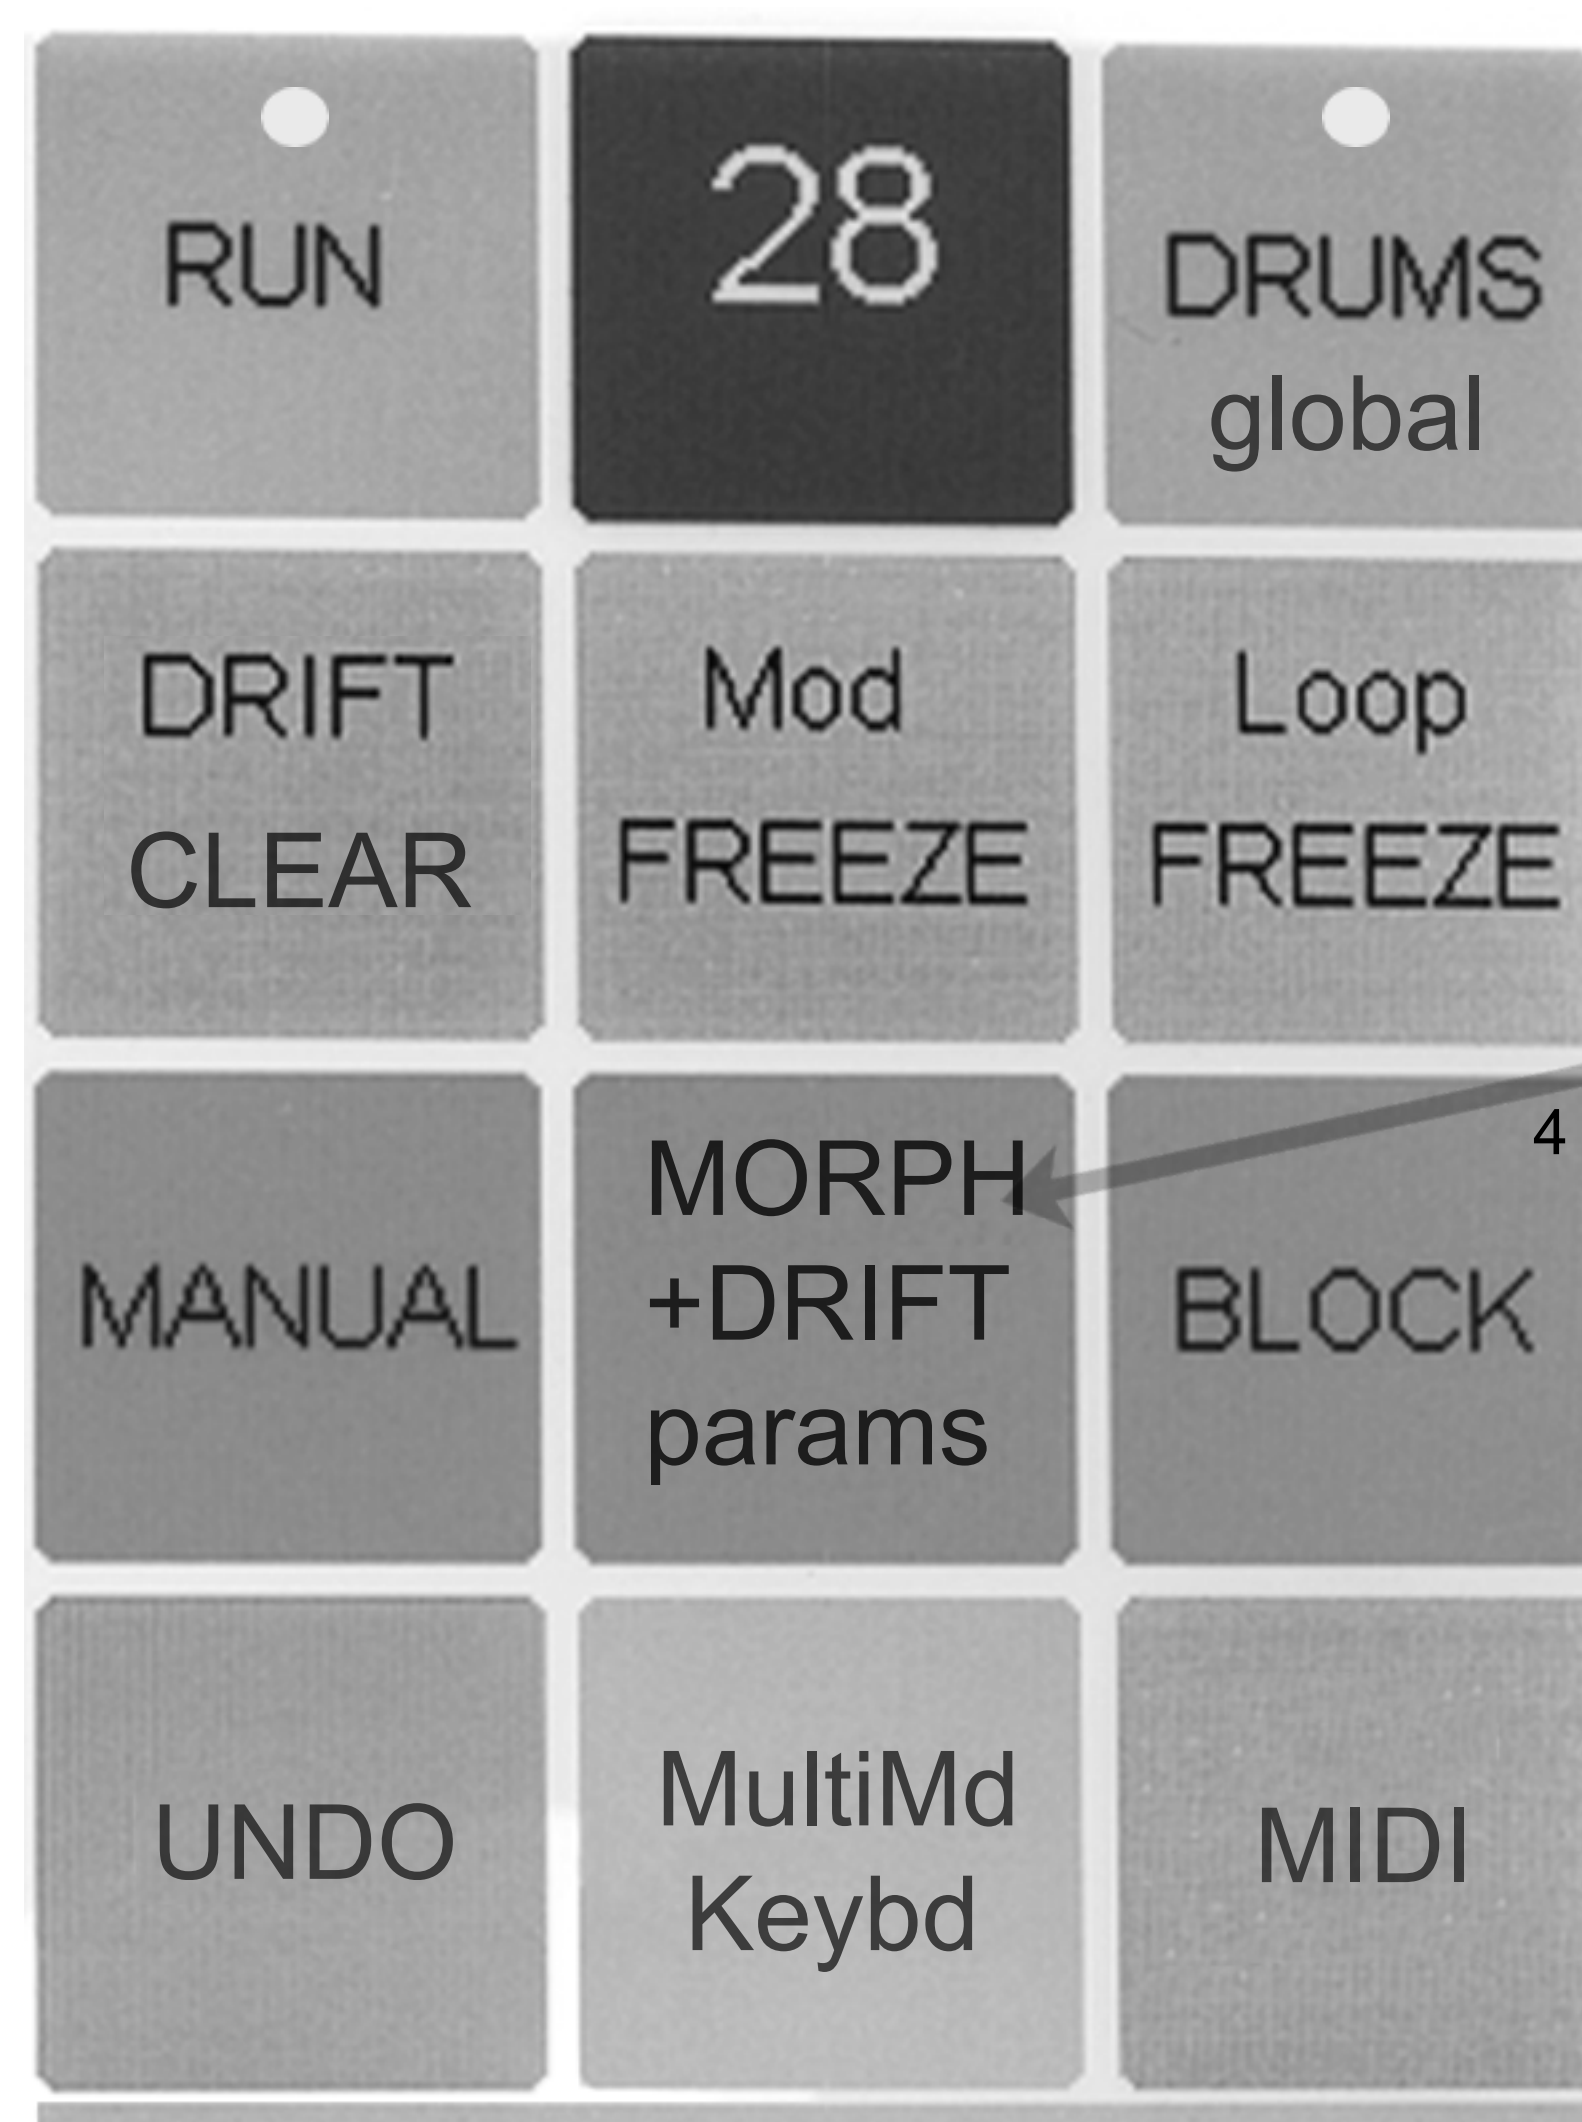 RUN
28
DRUMS
global
DRIFT
CLEAR
Mod
FREEZE
Loop
FREEZE
MANUAL
MORPH
+DRIFT
params
BLOCK
4
UNDO
MultiMd
Keybd
MIDI